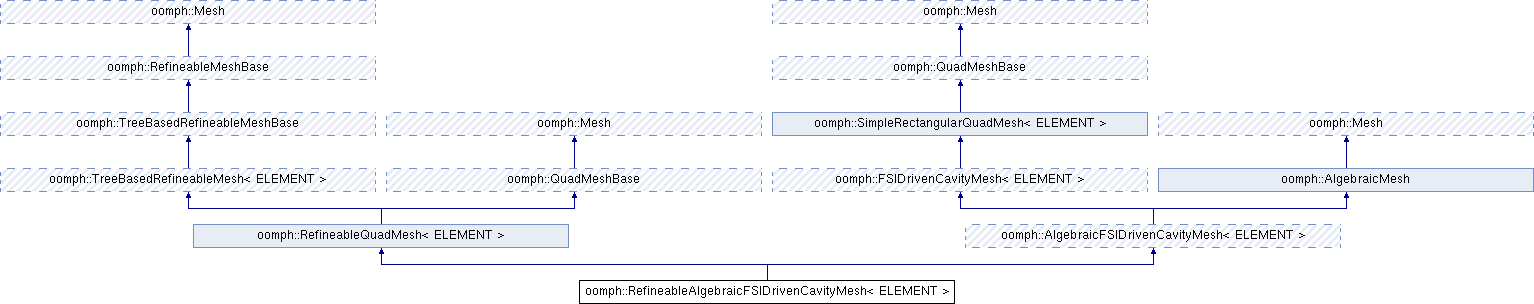 oomph::Mesh oomph::Mesh
oomph::RefineableMeshBase oomph::QuadMeshBase
oomph::TreeBasedRefineableMeshBase oomph::Mesh oomph::SimpleRectangularQuadMesh< ELEMENT > oomph::Mesh
oomph::TreeBasedRefineableMesh< ELEMENT > oomph::QuadMeshBase oomph::FSIDrivenCavityMesh< ELEMENT > oomph::AlgebraicMesh
oomph::RefineableQuadMesh< ELEMENT > oomph::AlgebraicFSIDrivenCavityMesh< ELEMENT >
oomph::RefineableAlgebraicFSIDrivenCavityMesh< ELEMENT >